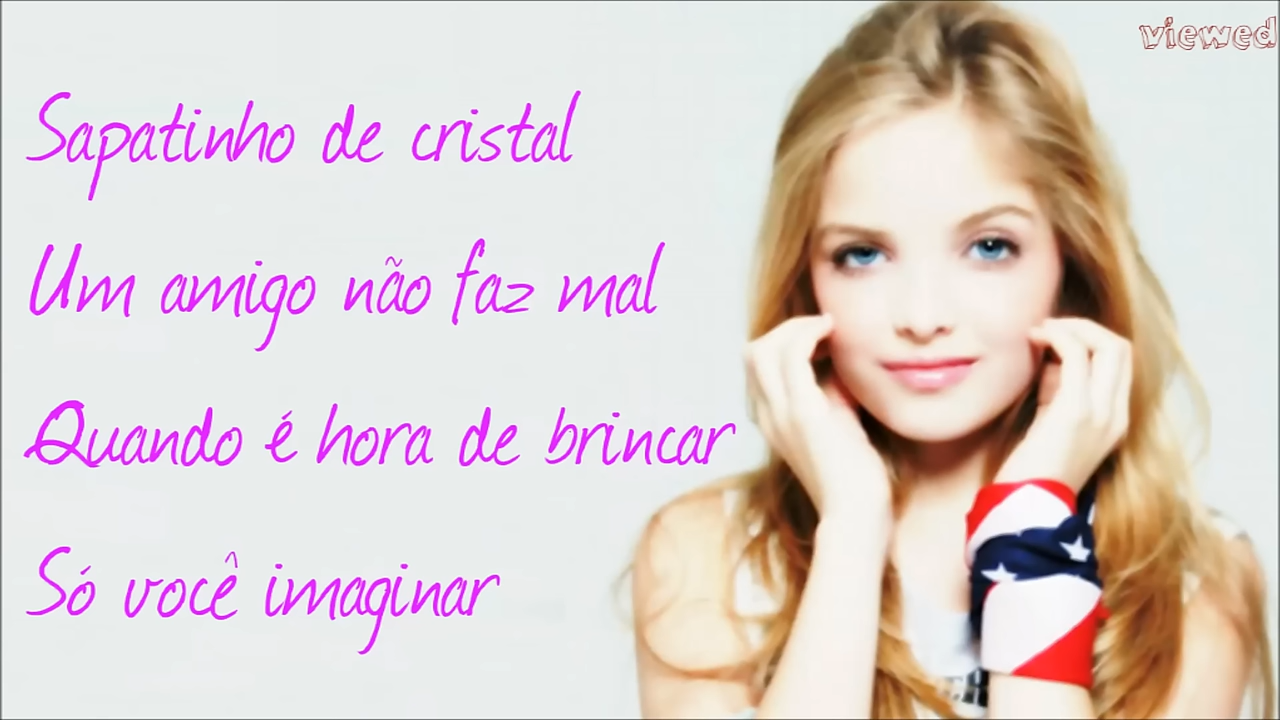 viewed
Sapatinho de cristal
Um amigo não faz mal
Quando é hora de brincar
Só você imaginar